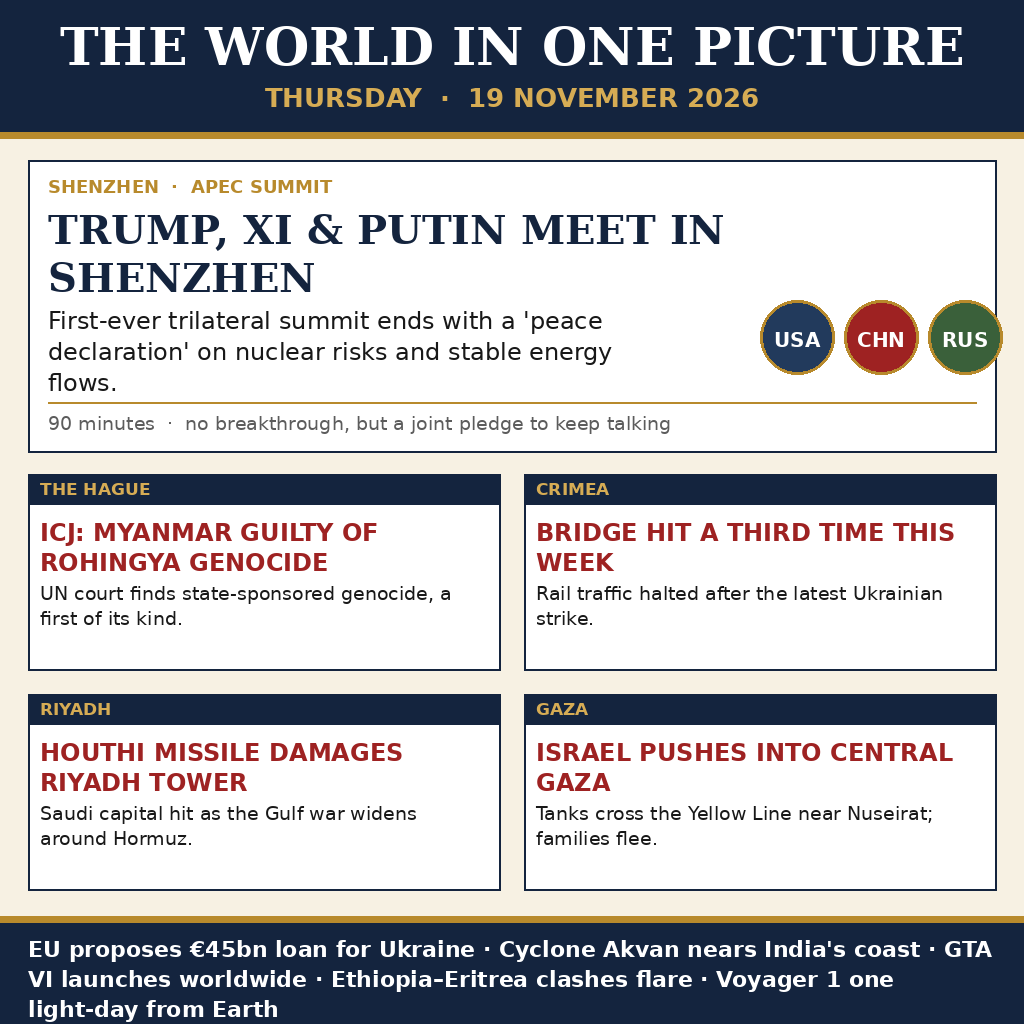 THE WORLD IN ONE PICTURE
THURSDAY · 19 NOVEMBER 2026
SHENZHEN · APEC SUMMIT
TRUMP, XI & PUTIN MEET IN
SHENZHEN
First-ever trilateral summit ends with a 'peace
declaration' on nuclear risks and stable energy
flows.
USA CHN RUS
90 minutes · no breakthrough, but a joint pledge to keep talking
THE HAGUE
ICJ: MYANMAR GUILTY OF
ROHINGYA GENOCIDE
UN court finds state-sponsored genocide, a
first of its kind.
CRIMEA
BRIDGE HIT A THIRD TIME THIS
WEEK
Rail traffic halted after the latest Ukrainian
strike.
RIYADH
HOUTHI MISSILE DAMAGES
RIYADH TOWER
Saudi capital hit as the Gulf war widens
around Hormuz.
GAZA
ISRAEL PUSHES INTO CENTRAL
GAZA
Tanks cross the Yellow Line near Nuseirat;
families flee.
EU proposes €45bn loan for Ukraine · Cyclone Akvan nears India's coast · GTA
VI launches worldwide · Ethiopia–Eritrea clashes flare · Voyager 1 one
light-day from Earth